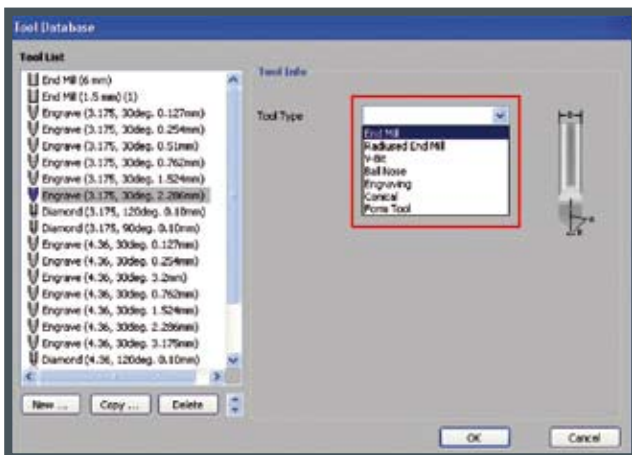 Tool Database
Tool List
End Mill (6 mm)
End Mill (1.5 mm) (1)
Engrave (3.175, 30deg. 0.127mm)
Engrave (3.175, 30deg. 0.254mm)
Engrave (3.175, 30deg. 0.51mm)
Engrave (3.175, 30deg. 0.762mm)
Engrave (3.175, 30deg. 1.524mm)
Engrave (3.175, 30deg. 2.286mm)
Diamond (3.175, 120deg. 0.10mm)
Diamond (3.175, 90deg. 0.10mm)
Engrave (4.36, 30deg. 0.127mm)
Engrave (4.36, 30deg. 0.254mm)
Engrave (4.36, 30deg. 3.2mm)
Engrave (4.36, 30deg. 0.762mm)
Engrave (4.36, 30deg. 1.524mm)
Engrave (4.36, 30deg. 2.286mm)
Engrave (4.36, 30deg. 3.175mm)
Diamond (4.36, 120deg. 0.10mm)
New ...
Copy ...
Delete
Tool Info
Tool Type
End Mill
Radiused End Mill
V-Bit
Ball Nose
Engraving
Conical
Form Tool
OK
Cancel